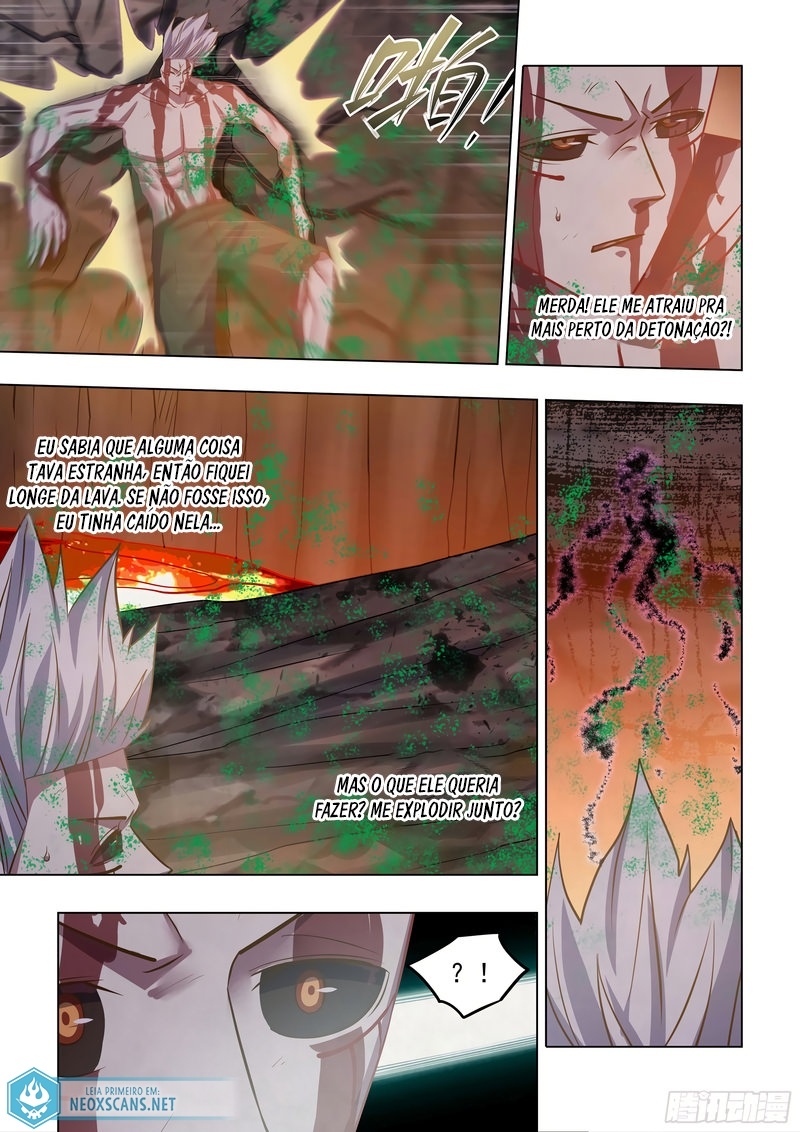 啪!
MERDA! ELE ME ATRAIU PRA
MAIS PERTO DA DETONAÇÃO?!
EU SABIA QUE ALGUMA COISA
TAVA ESTRANHA, ENTÃO FIQUEI
LONGE DA LAVA. SE NÃO FOSSE ISSO,
EU TINHA CAÍDO NELA...
MAS O QUE ELE QUERIA
FAZER? ME EXPLODIR JUNTO?
?!
LEIA PRIMEIRO EM:
NEOXSCANS.NET
腾讯动漫